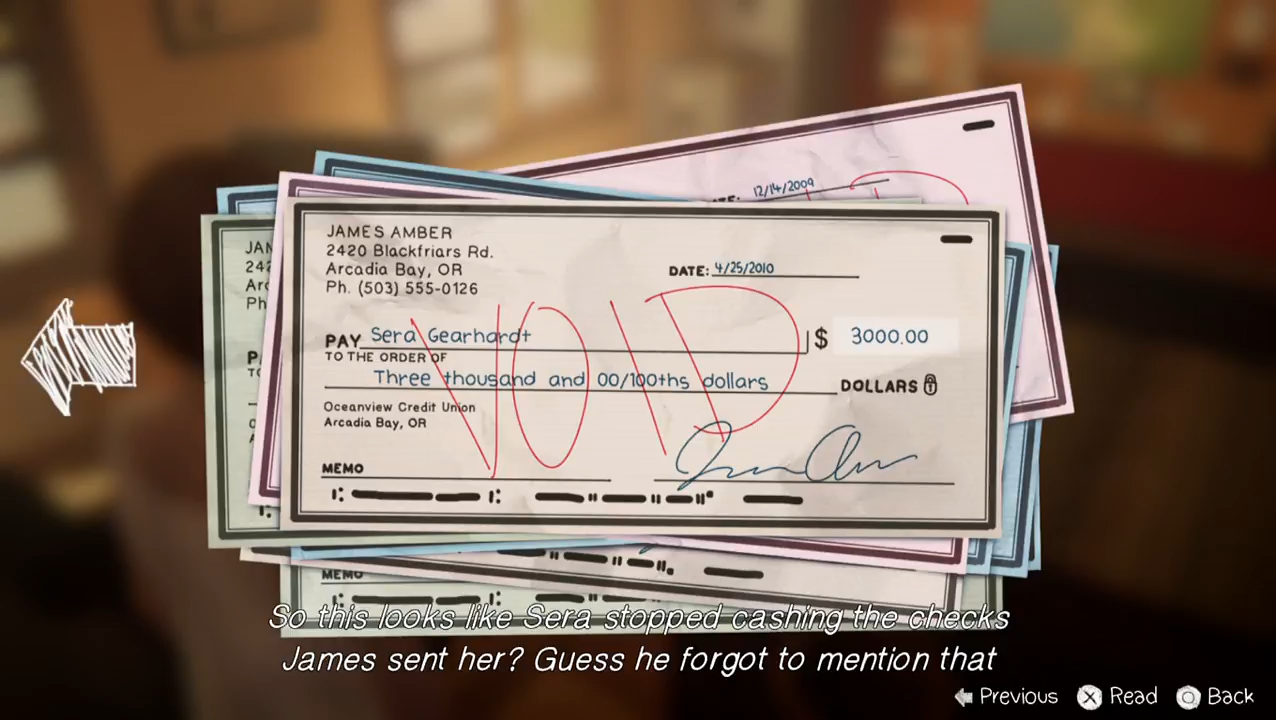 12/14/2009
JAMES AMBER
2420 Blackfriars Rd.
Arcadia Bay, OR
Ph. (503) 555-0126
DATE: 4/25/2010
PAY Sera Gearhardt $ 3000.00
TO THE ORDER OF
Three thousand and 00/100ths dollars DOLLARS
Oceanview Credit Union
Arcadia Bay, OR
VOID
MEMO
MEMO
So this looks like Sera stopped cashing the checks
James sent her? Guess he forgot to mention that
Previous Read Back